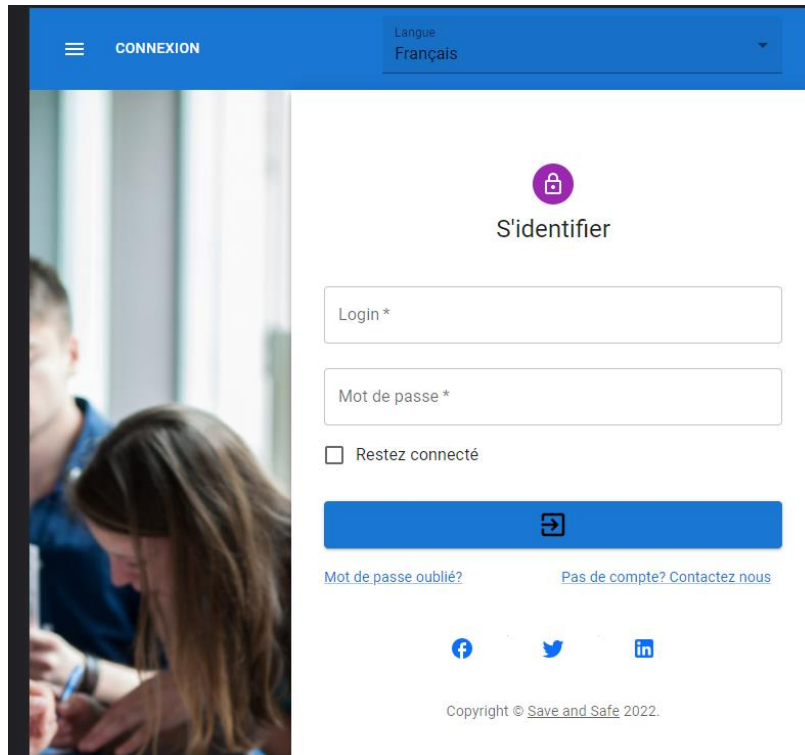 CONNEXION
Langue
Français
S'identifier
Login *
Mot de passe *
Restez connecté
Mot de passe oublié?
Pas de compte? Contactez nous
Copyright © Save and Safe 2022.